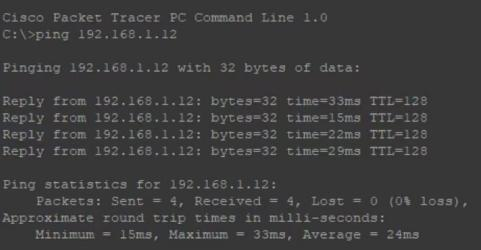 Cisco Packet Tracer PC Command Line 1.0
C:\>ping 192.168.1.12
Pinging 192.168.1.12 with 32 bytes of data:
Reply from 192.168.1.12: bytes=32 time=33ms TTL=128
Reply from 192.168.1.12: bytes=32 time=15ms TTL=128
Reply from 192.168.1.12: bytes=32 time=22ms TTL=128
Reply from 192.168.1.12: bytes=32 time=29ms TTL=128
Ping statistics for 192.168.1.12:
Packets: Sent = 4, Received = 4, Lost = 0 (0% loss),
Approximate round trip times in milli-seconds:
Minimum = 15ms, Maximum = 33ms, Average = 24ms